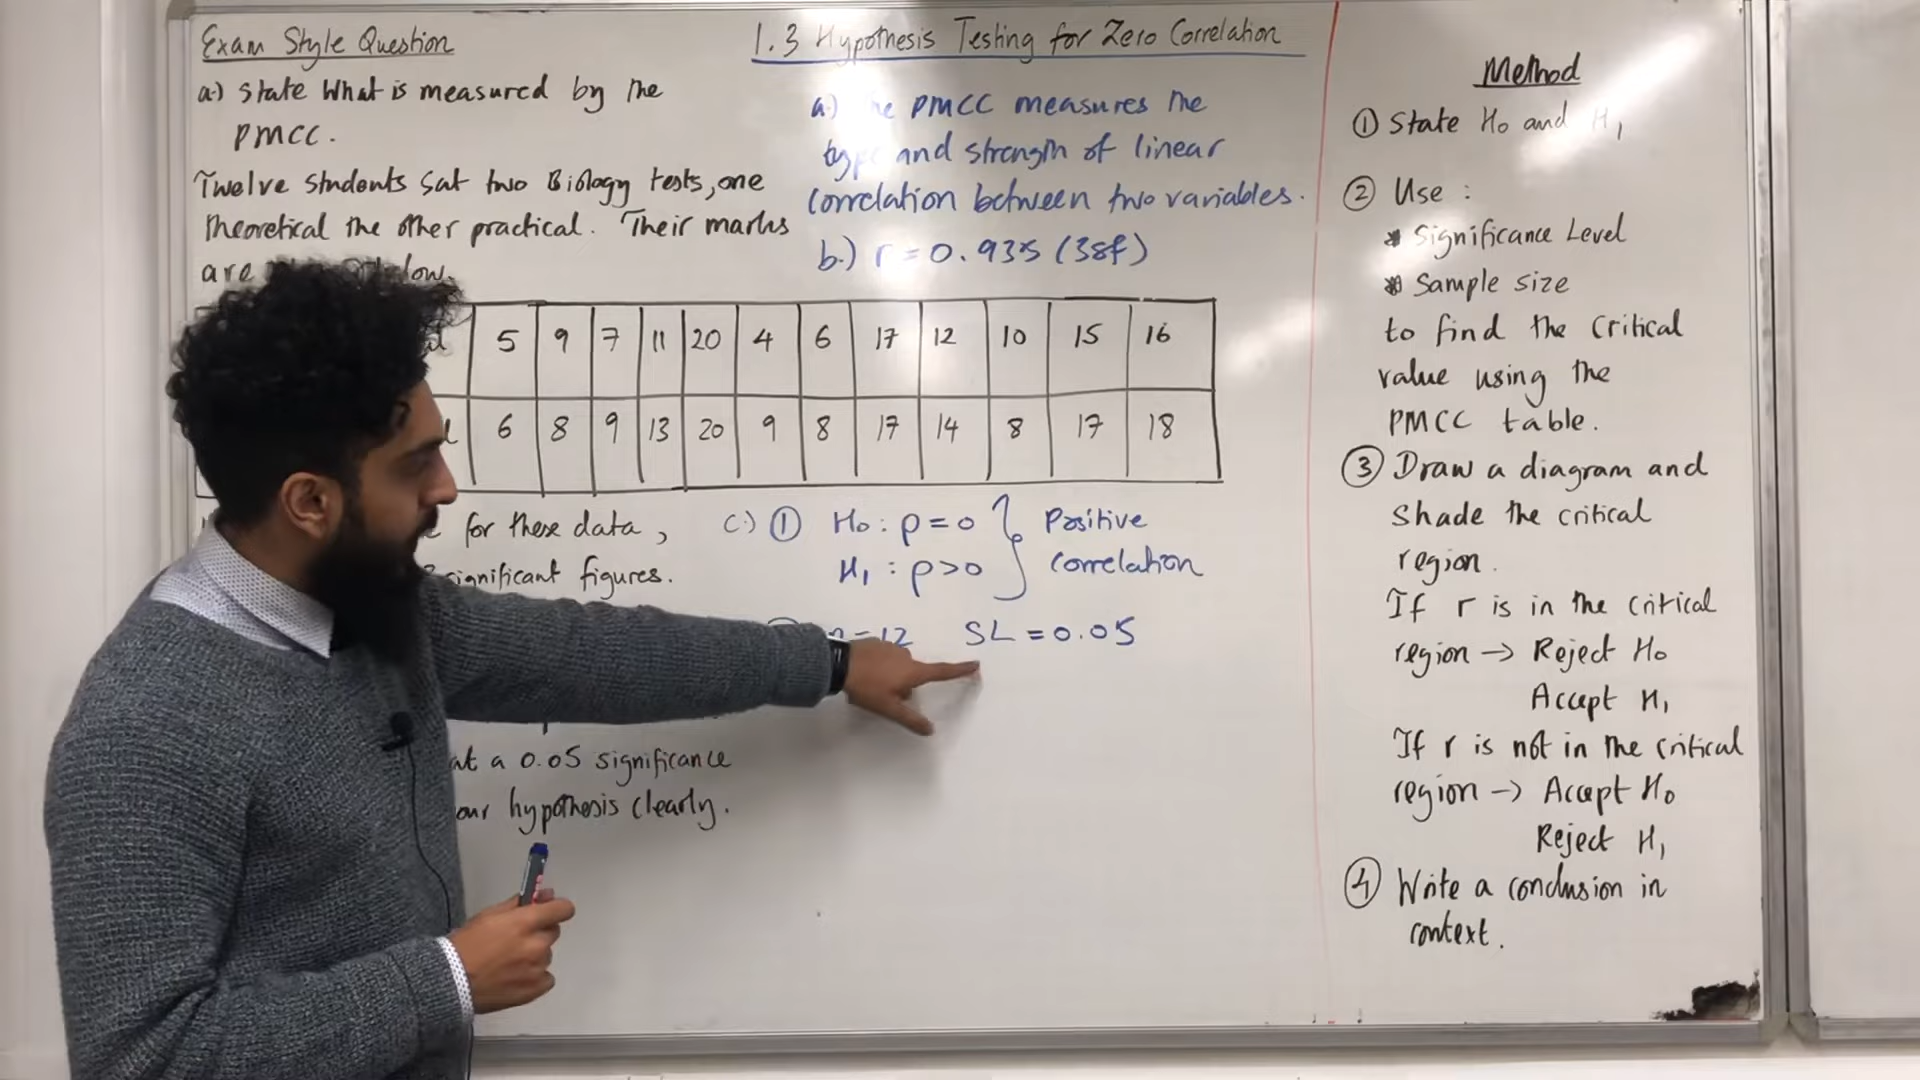 Exam Style Question
a.) State What is measured by the
PMCC.
Twelve students sat two Biology tests, one
theoretical the other practical. Their marks
are
5 9 7 11 20 4 6 17 12 10 15 16
6 8 9 13 20 9 8 17 14 8 17 18
for these data,
significant figures.
at a 0.05 significance
hypothesis clearly.
1.3 Hypothesis Testing for Zero Correlation
a.) PMCC measures the
type and strength of linear
correlation between two variables.
b.) r = 0.935 (3sf)
c.) ① H₀ : ρ = 0 } Positive
H₁ : ρ > 0 correlation
n = 12 SL = 0.05
Method
① State H₀ and H₁
② Use :
* Significance Level
* Sample size
to find the critical
value using the
PMCC table.
③ Draw a diagram and
Shade the critical
region.
If r is in the critical
region → Reject H₀
Accept H₁
If r is not in the critical
region → Accept H₀
Reject H₁
④ Write a conclusion in
context.